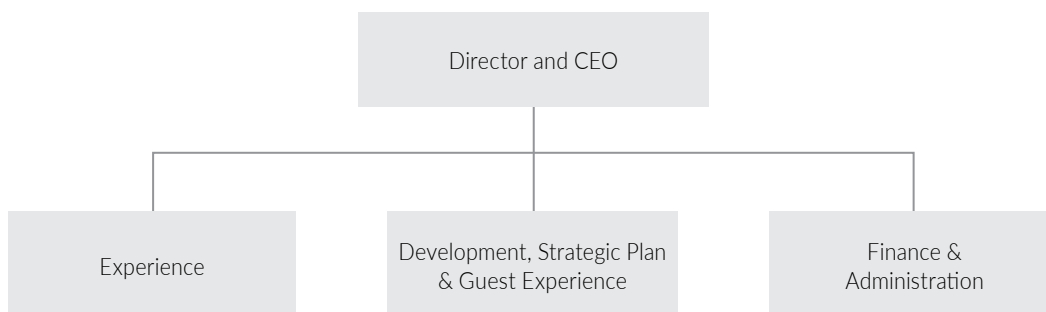 Director and CEO
Experience
Development, Strategic Plan
& Guest Experience
Finance &
Administration